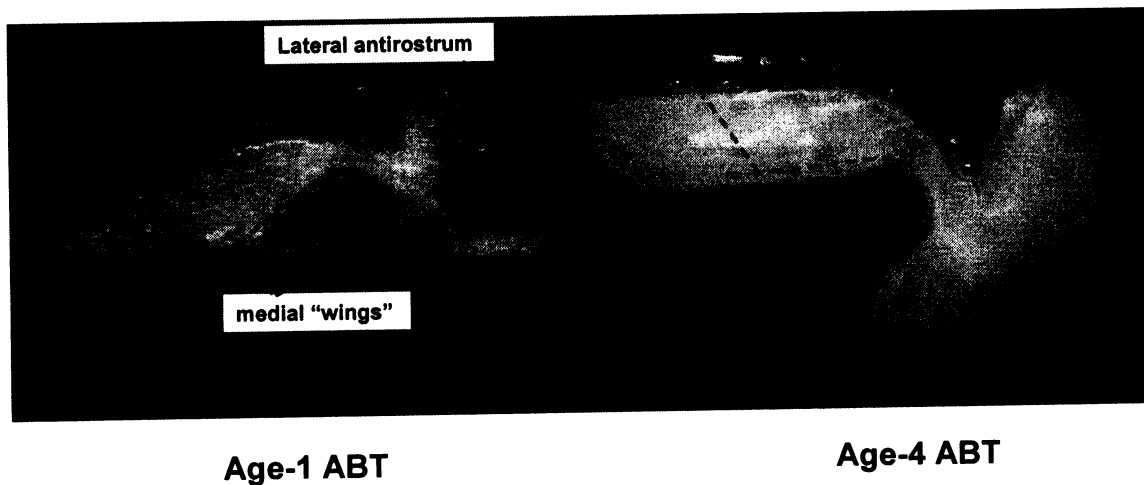 Lateral antirostrum
medial “wings”
Age-1 ABT
Age-4 ABT